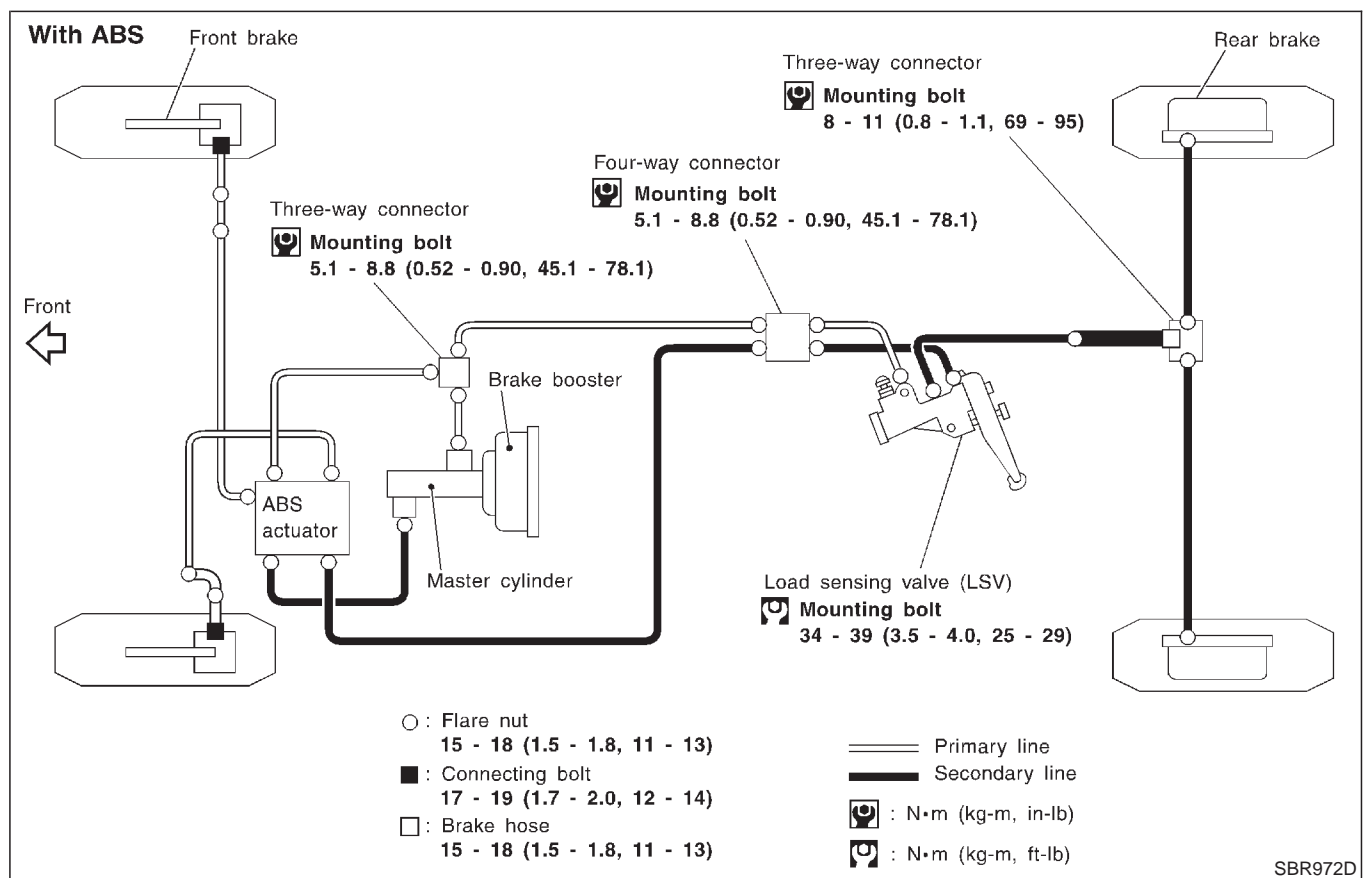 With ABS
Front brake
Rear brake
Three-way connector
Mounting bolt
8 - 11 (0.8 - 1.1, 69 - 95)
Four-way connector
Mounting bolt
5.1 - 8.8 (0.52 - 0.90, 45.1 - 78.1)
Three-way connector
Mounting bolt
5.1 - 8.8 (0.52 - 0.90, 45.1 - 78.1)
Front
Brake booster
ABS
actuator
Master cylinder
Load sensing valve (LSV)
Mounting bolt
34 - 39 (3.5 - 4.0, 25 - 29)
: Flare nut
15 - 18 (1.5 - 1.8, 11 - 13)
: Connecting bolt
17 - 19 (1.7 - 2.0, 12 - 14)
: Brake hose
15 - 18 (1.5 - 1.8, 11 - 13)
Primary line
Secondary line
: N•m (kg-m, in-lb)
: N•m (kg-m, ft-lb)
SBR972D